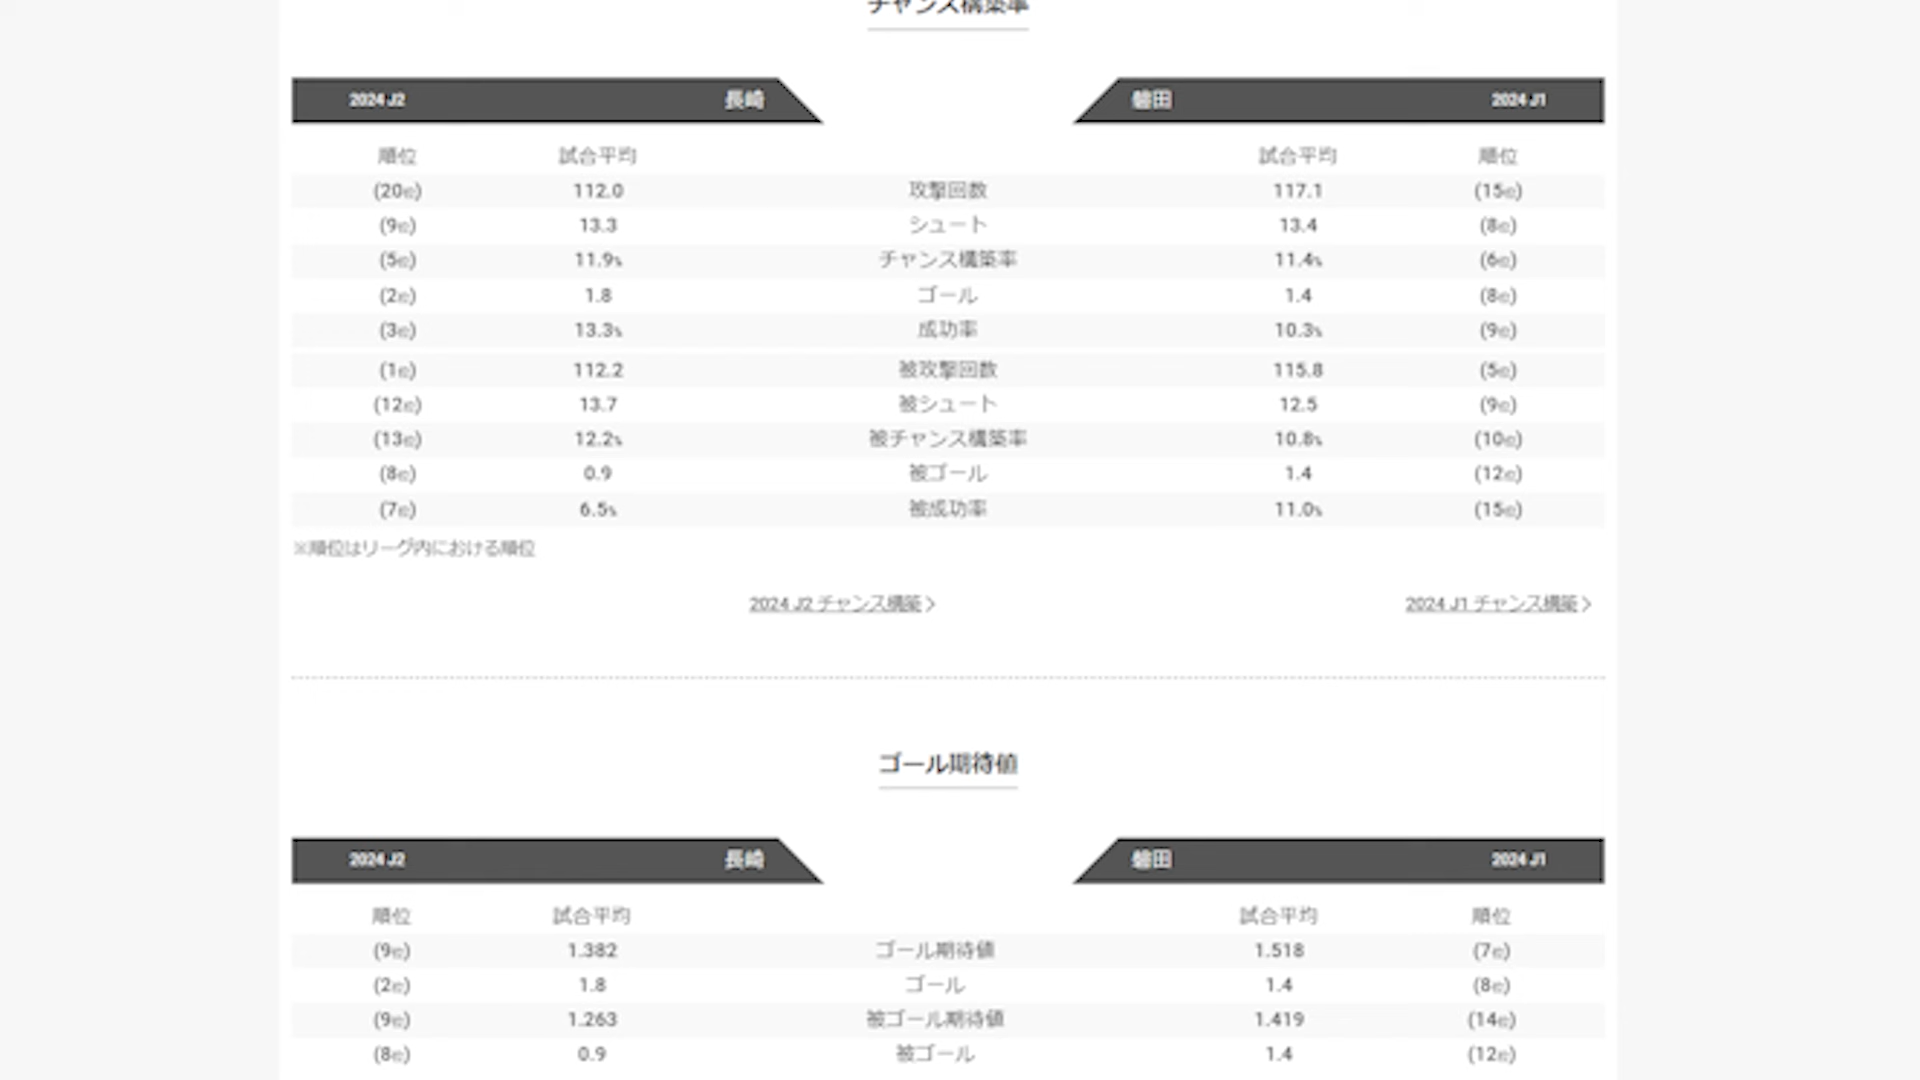 チャンス構築率
2024 J2 長崎 磐田 2024 J1
順位 試合平均 試合平均 順位
(20位) 112.0 攻撃回数 117.1 (15位)
(9位) 13.3 シュート 13.4 (8位)
(5位) 11.9% チャンス構築率 11.4% (6位)
(2位) 1.8 ゴール 1.4 (8位)
(3位) 13.3% 成功率 10.3% (9位)
(1位) 112.2 被攻撃回数 115.8 (5位)
(12位) 13.7 被シュート 12.5 (9位)
(13位) 12.2% 被チャンス構築率 10.8% (10位)
(8位) 0.9 被ゴール 1.4 (12位)
(7位) 6.5% 被成功率 11.0% (15位)
※順位はリーグ内における順位
2024 J2 チャンス構築 > 2024 J1 チャンス構築 >
ゴール期待値
2024 J2 長崎 磐田 2024 J1
順位 試合平均 試合平均 順位
(9位) 1.382 ゴール期待値 1.518 (7位)
(2位) 1.8 ゴール 1.4 (8位)
(9位) 1.263 被ゴール期待値 1.419 (14位)
(8位) 0.9 被ゴール 1.4 (12位)